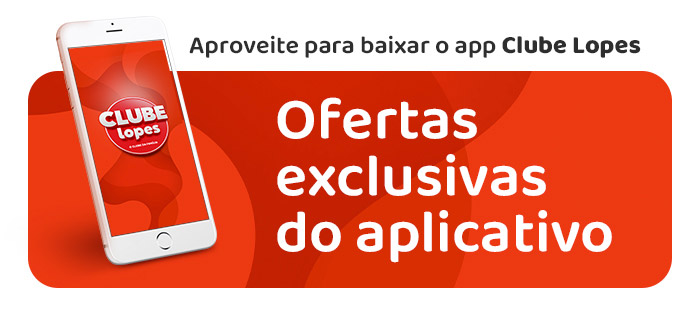 Aproveite para baixar o app Clube Lopes
CLUBE
lopes
Ofertas
exclusivas
do aplicativo